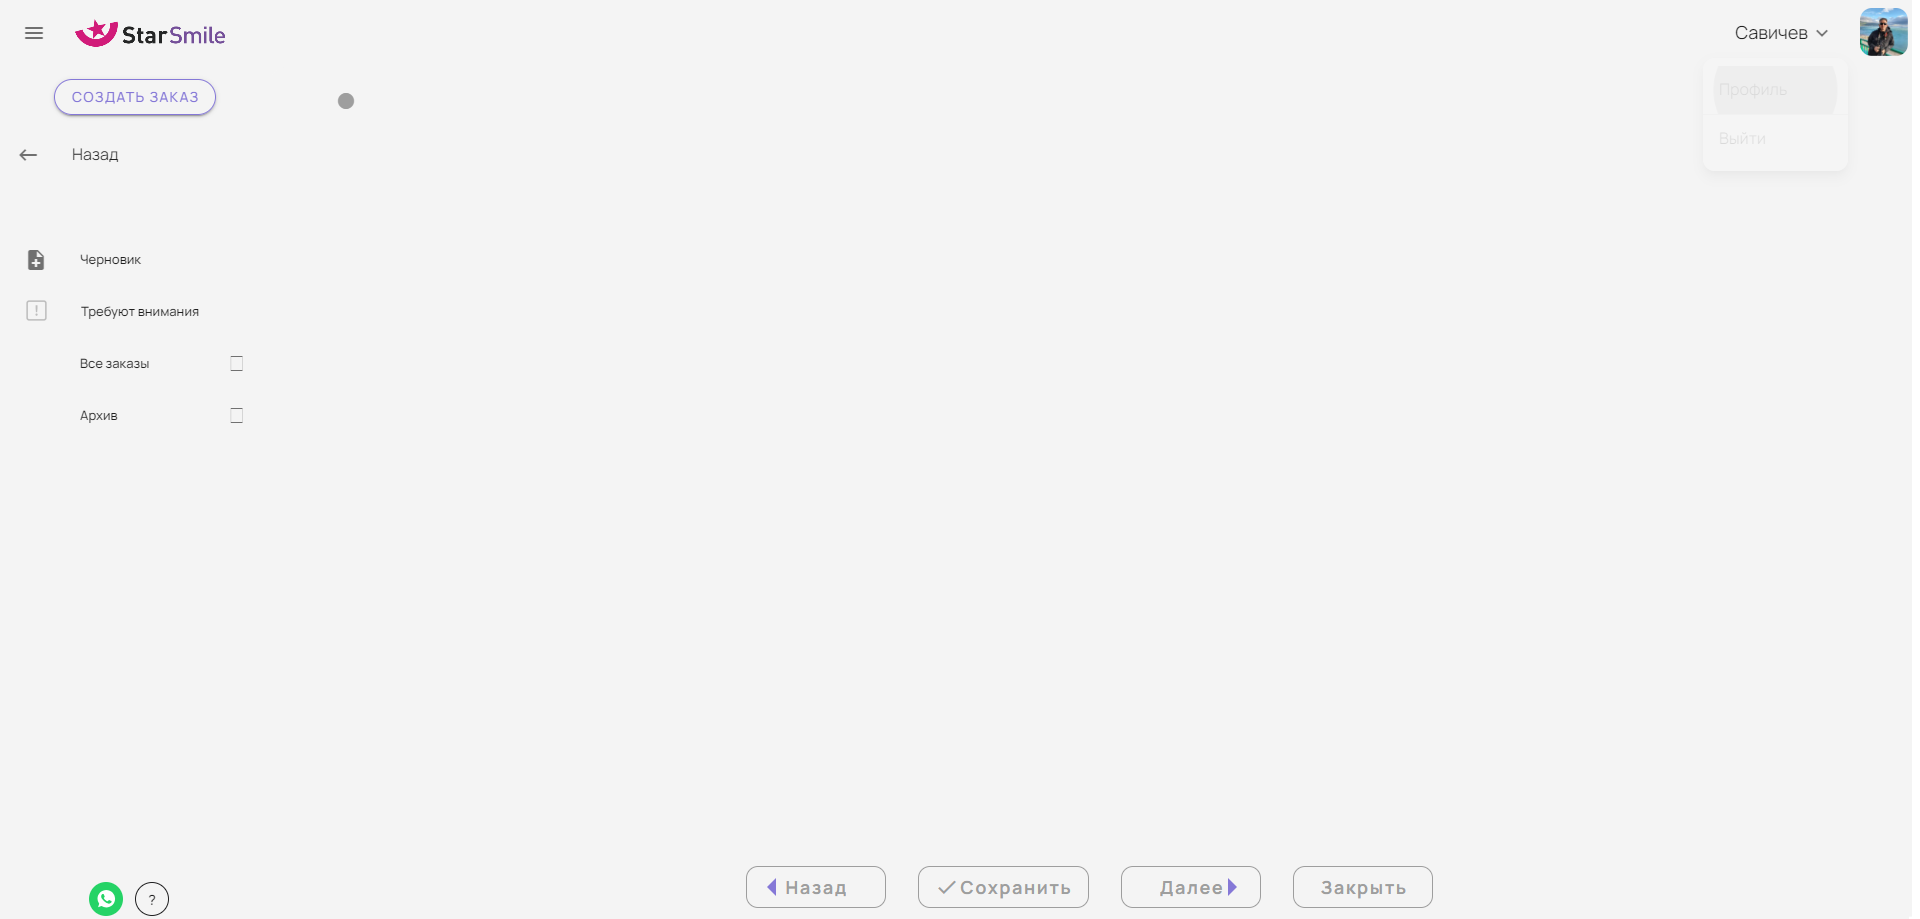 StarSmile
Савичев
СОЗДАТЬ ЗАКАЗ
Профиль
Выйти
Назад
Черновик
Требуют внимания
Все заказы
Архив
Назад
Сохранить
Далее
Закрыть
?